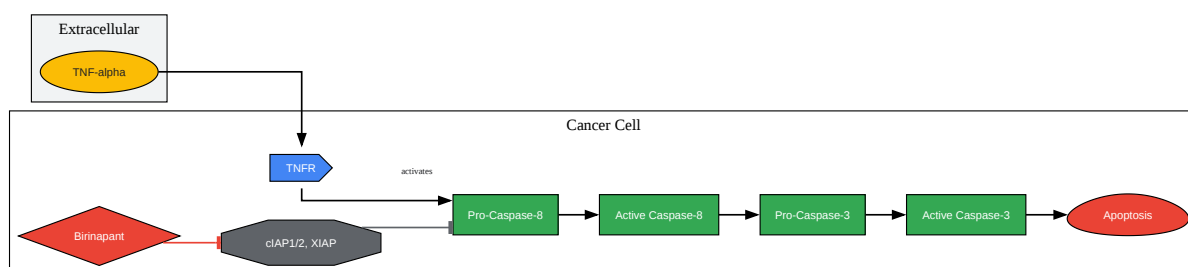 Extracellular
TNF-alpha
Cancer Cell
TNFR
activates
Pro-Caspase-8
Active Caspase-8
Pro-Caspase-3
Active Caspase-3
Apoptosis
Birinapant
cIAP1/2, XIAP